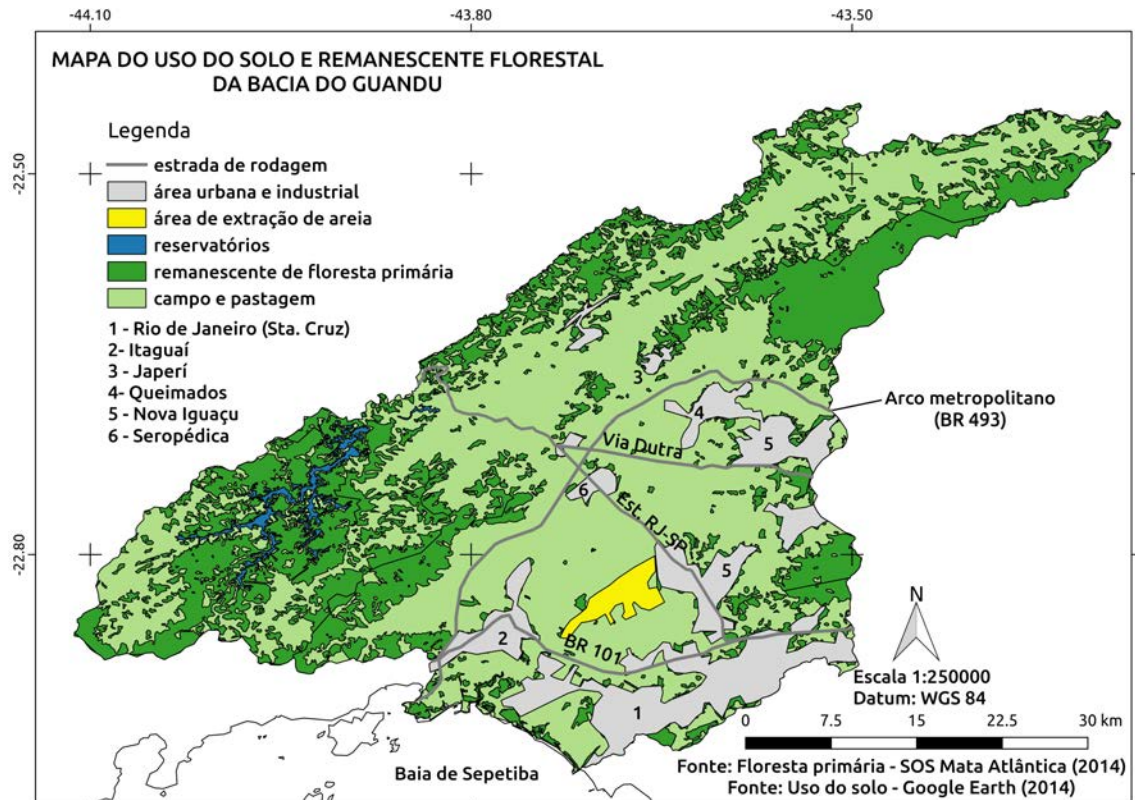 -44.10
-43.80
-43.50
MAPA DO USO DO SOLO E REMANESCENTE FLORESTAL
DA BACIA DO GUANDU
Legenda
estrada de rodagem
área urbana e industrial
área de extração de areia
reservatórios
remanescente de floresta primária
campo e pastagem
1 - Rio de Janeiro (Sta. Cruz)
2- Itaguaí
3 - Japerí
4 - Queimados
5 - Nova Iguaçu
6 - Seropédica
-22.50
-22.80
3
4
5
Via Dutra
Arco metropolitano
(BR 493)
6
Est. RJ-SP
5
2
BR 101
1
N
Escala 1:250000
Datum: WGS 84
0 7.5 15 22.5 30 km
Baia de Sepetiba
Fonte: Floresta primária - SOS Mata Atlântica (2014)
Fonte: Uso do solo - Google Earth (2014)